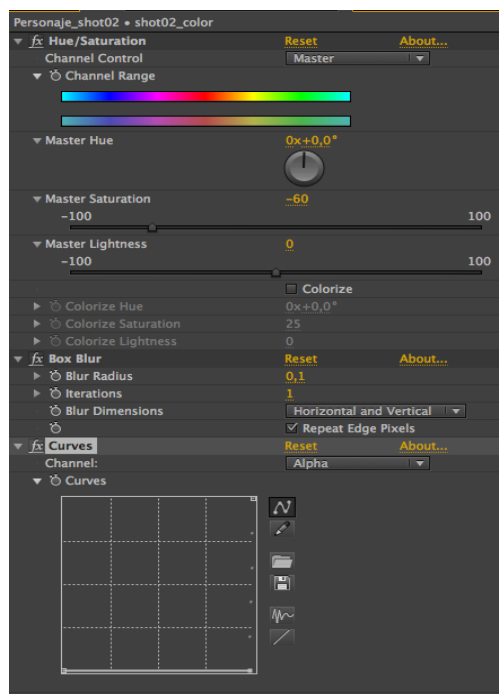 Personaje_shot02 • shot02_color
fx Hue/Saturation Reset About...
Channel Control Master
Channel Range
Master Hue 0x+0,0°
Master Saturation -60
-100 100
Master Lightness 0
-100 100
Colorize
Colorize Hue 0x+0,0°
Colorize Saturation 25
Colorize Lightness 0
fx Box Blur Reset About...
Blur Radius 0,1
Iterations 1
Blur Dimensions Horizontal and Vertical
Repeat Edge Pixels
fx Curves Reset About...
Channel: Alpha
Curves